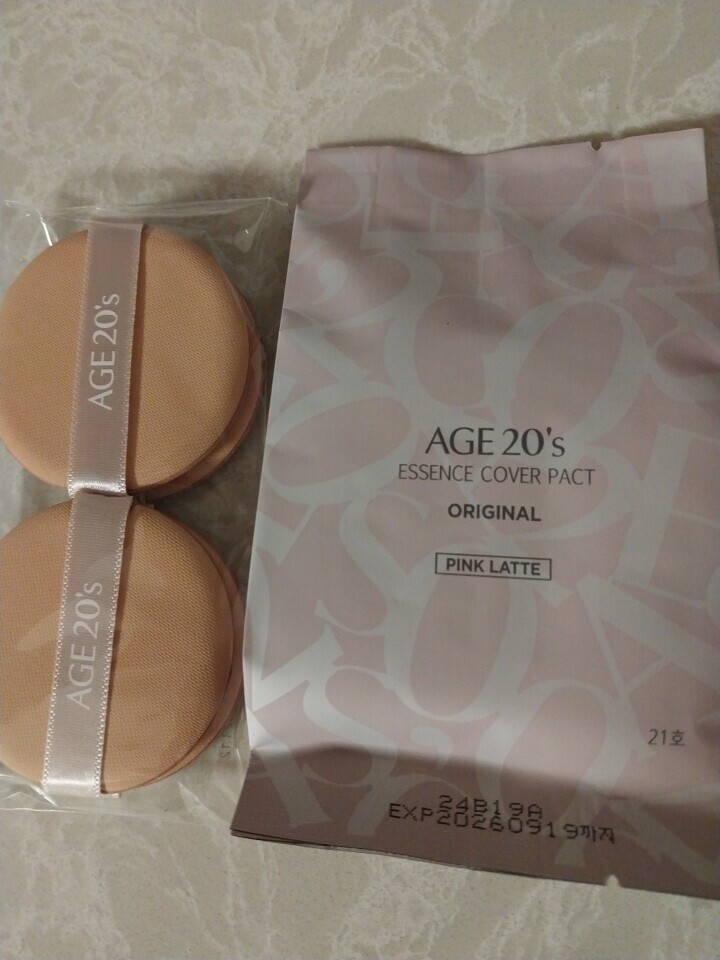 AGE 20's
AGE 20's
AGE 20's
ESSENCE COVER PACT
ORIGINAL
PINK LATTE
21호
24B19A
EXP20260919까지